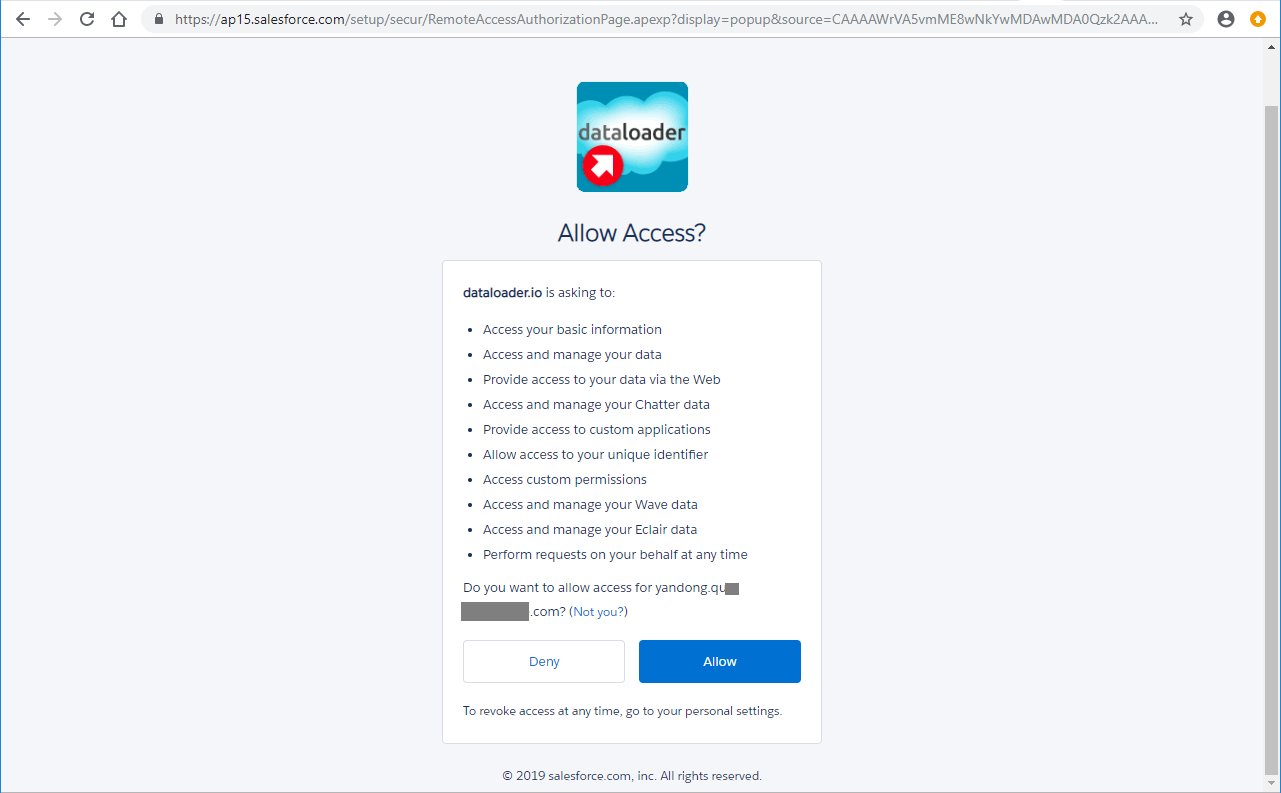 https://ap15.salesforce.com/setup/secur/RemoteAccessAuthorizationPage.apexp?display=popup&source=CAAAAWrVA5vmME8wNkYwMDAwMDA0Qzk2AAA...
dataloader
Allow Access?
dataloader.io is asking to:
• Access your basic information
• Access and manage your data
• Provide access to your data via the Web
• Access and manage your Chatter data
• Provide access to custom applications
• Allow access to your unique identifier
• Access custom permissions
• Access and manage your Wave data
• Access and manage your Eclair data
• Perform requests on your behalf at any time
Do you want to allow access for yandong.qu
.com? (Not you?)
Deny Allow
To revoke access at any time, go to your personal settings.
© 2019 salesforce.com, inc. All rights reserved.